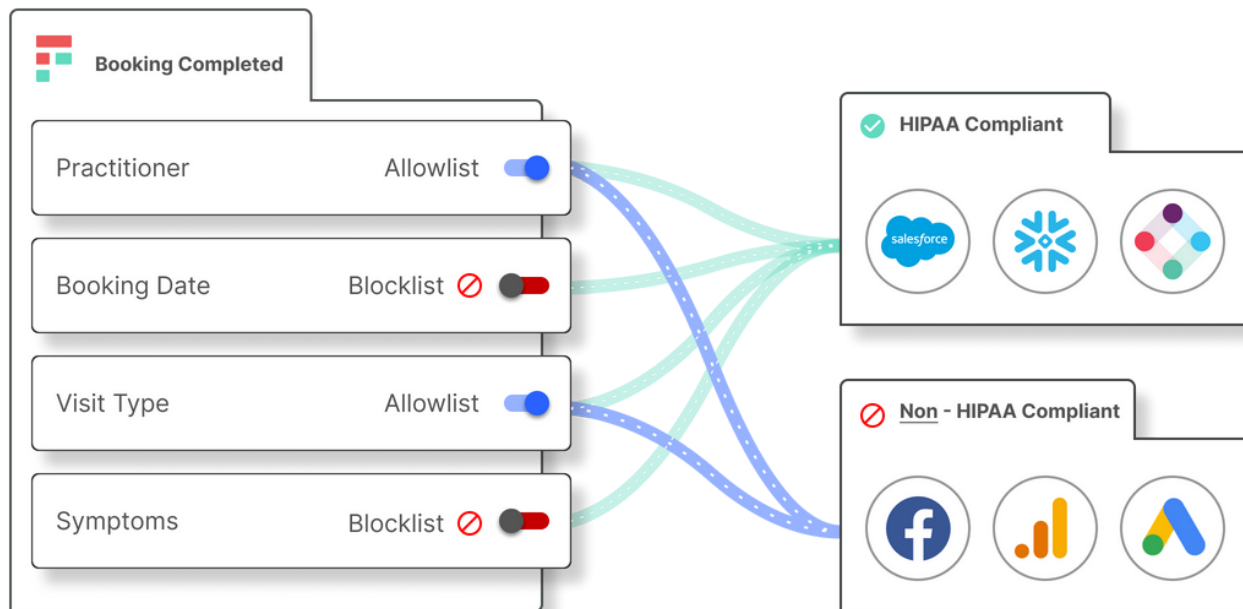 Booking Completed
Practitioner Allowlist
Booking Date Blocklist
Visit Type Allowlist
Symptoms Blocklist
HIPAA Compliant
salesforce
Non - HIPAA Compliant